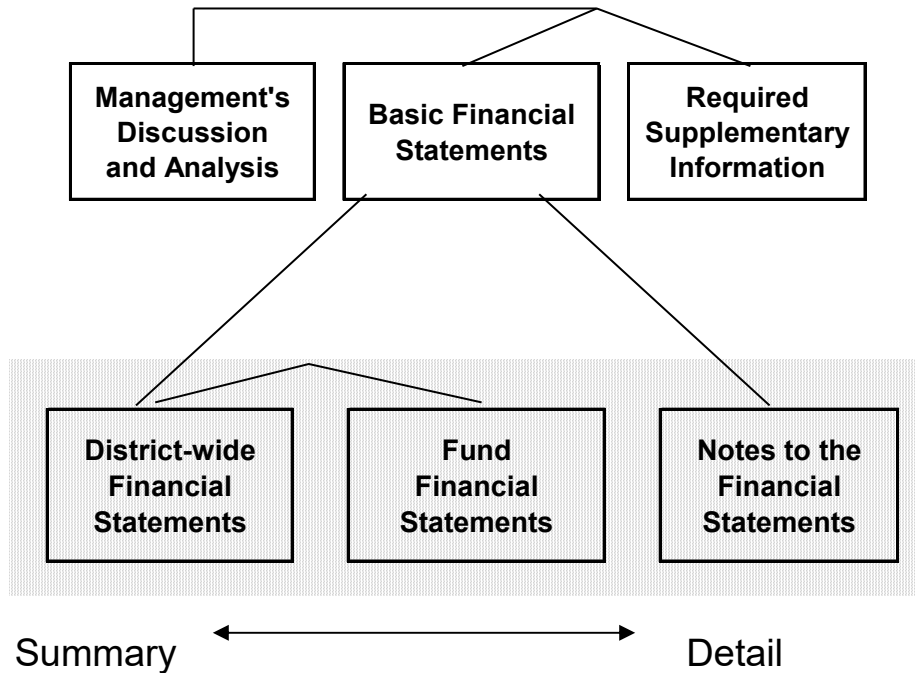 Management's
Discussion
and Analysis
Basic Financial
Statements
Required
Supplementary
Information
District-wide
Financial
Statements
Fund
Financial
Statements
Notes to the
Financial
Statements
Summary
Detail